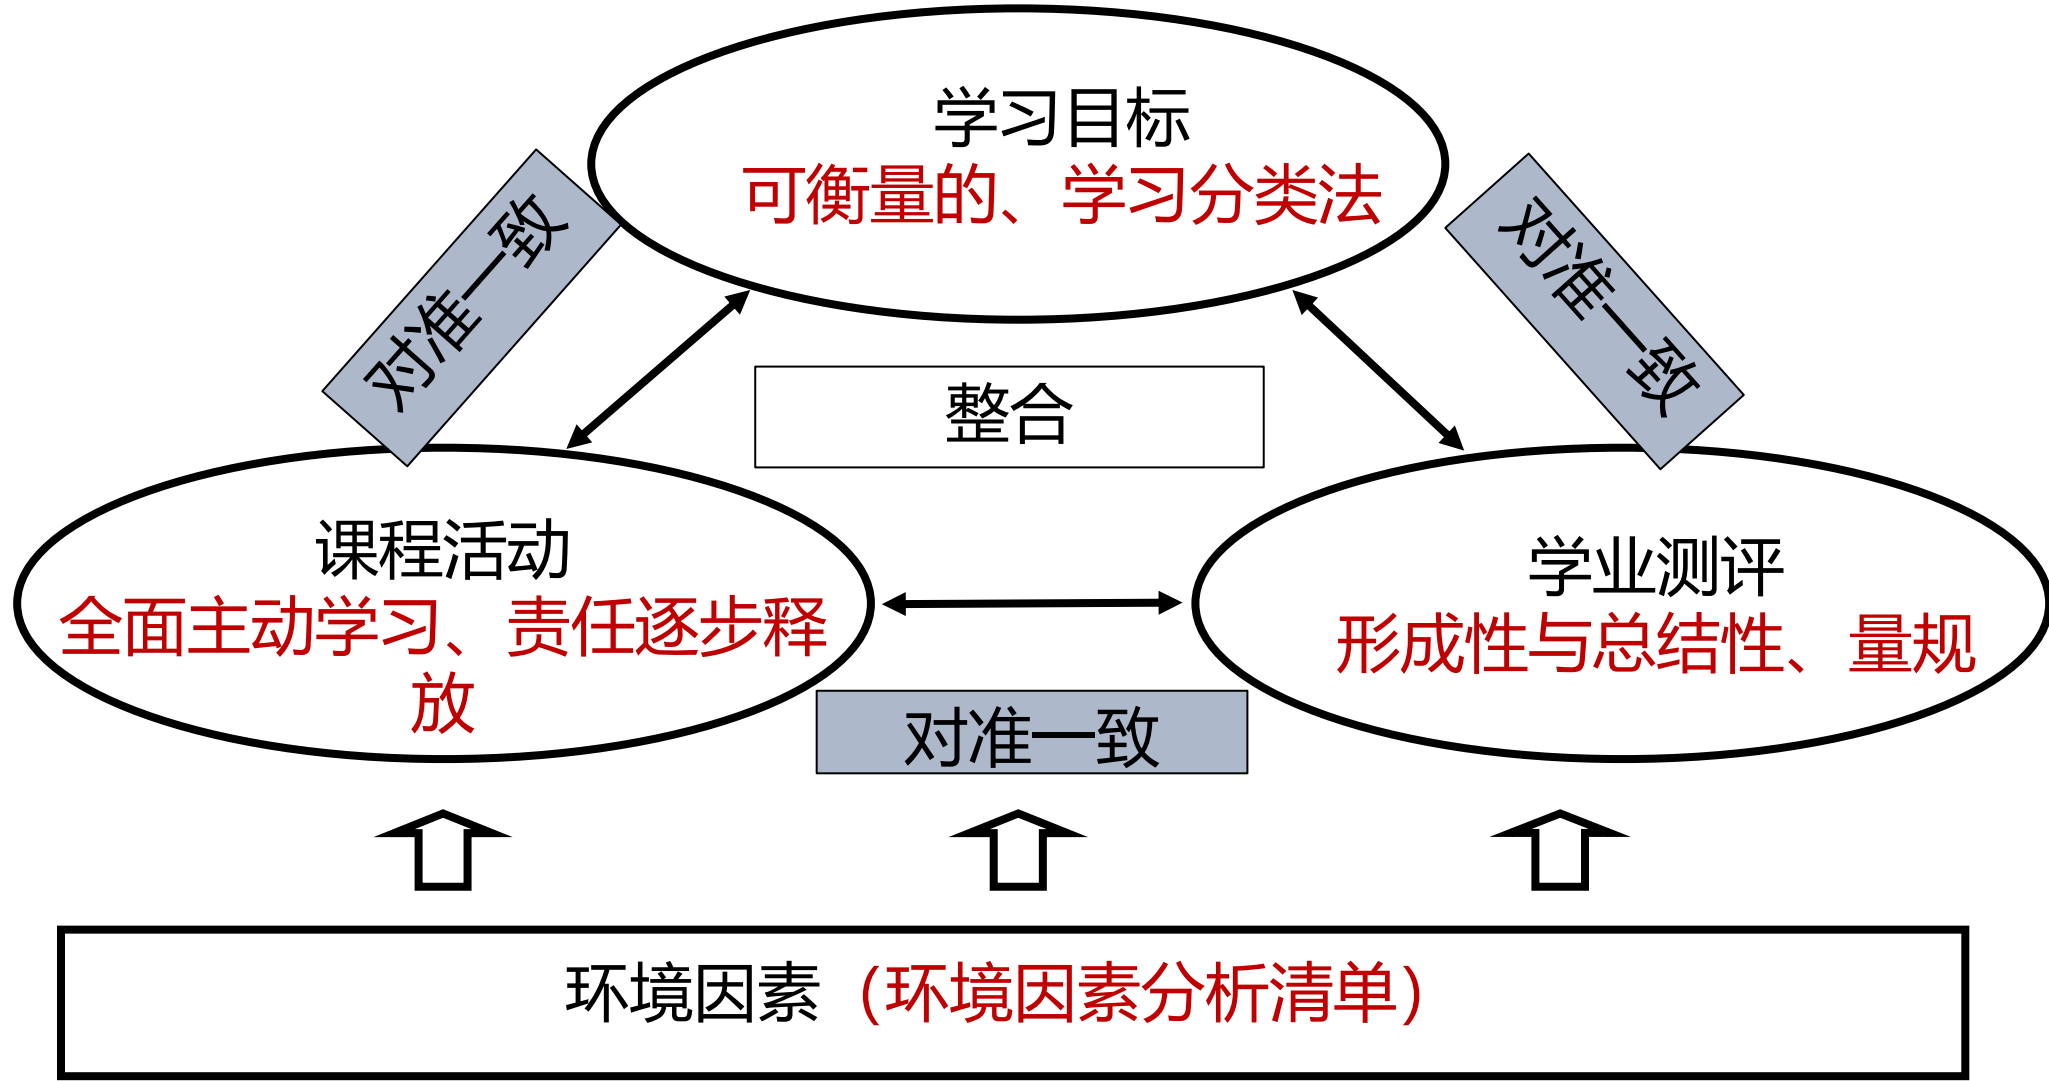 学习目标
可衡量的、学习分类法
对准一致
对准一致
整合
课程活动
全面主动学习、责任逐步释
放
学业测评
形成性与总结性、量规
对准一致
环境因素（环境因素分析清单）